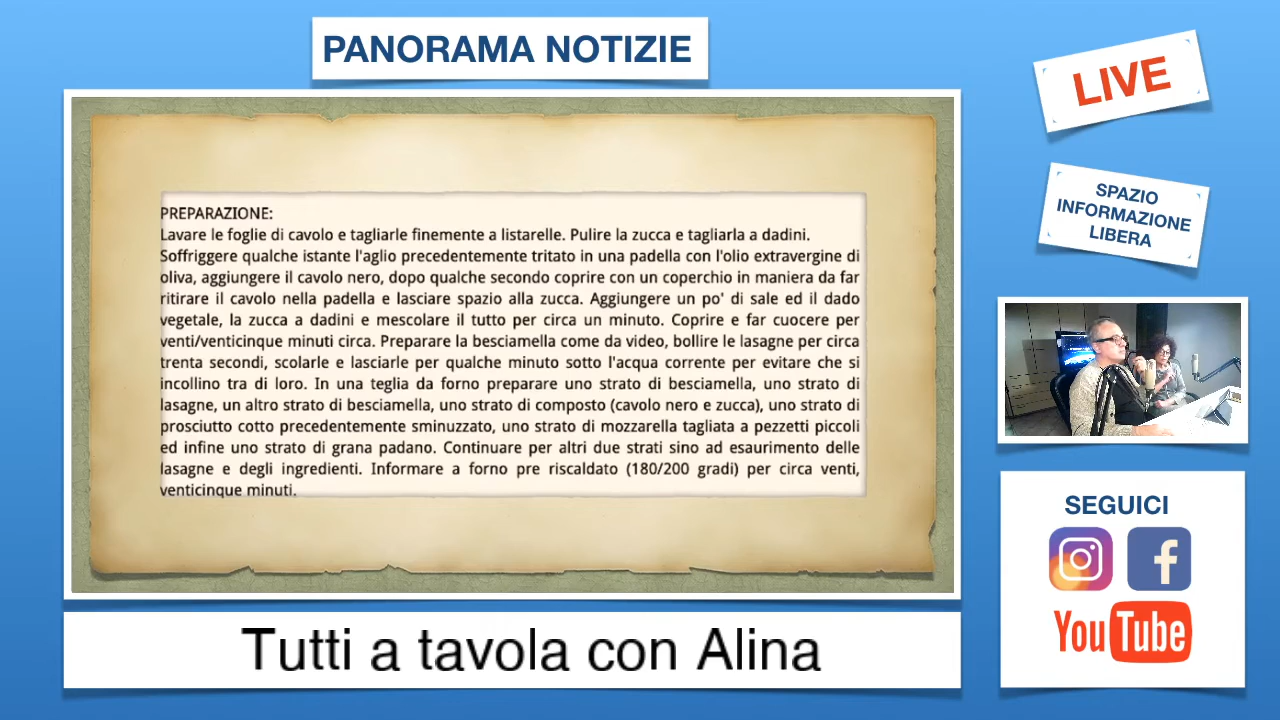 PANORAMA NOTIZIE
LIVE
SPAZIO
INFORMAZIONE
LIBERA
PREPARAZIONE:
Lavare le foglie di cavolo e tagliarle finemente a listarelle. Pulire la zucca e tagliarla a dadini.
Soffriggere qualche istante l'aglio precedentemente tritato in una padella con l'olio extravergine di
oliva, aggiungere il cavolo nero, dopo qualche secondo coprire con un coperchio in maniera da far
ritirare il cavolo nella padella e lasciare spazio alla zucca. Aggiungere un po' di sale ed il dado
vegetale, la zucca a dadini e mescolare il tutto per circa un minuto. Coprire e far cuocere per
venti/venticinque minuti circa. Preparare la besciamella come da video, bollire le lasagne per circa
trenta secondi, scolarle e lasciarle per qualche minuto sotto l'acqua corrente per evitare che si
incollino tra di loro. In una teglia da forno preparare uno strato di besciamella, uno strato di
lasagne, un altro strato di besciamella, uno strato di composto (cavolo nero e zucca), uno strato di
prosciutto cotto precedentemente sminuzzato, uno strato di mozzarella tagliata a pezzetti piccoli
ed infine uno strato di grana padano. Continuare per altri due strati sino ad esaurimento delle
lasagne e degli ingredienti. Informare a forno pre riscaldato (180/200 gradi) per circa venti,
venticinque minuti.
SEGUICI
f
YouTube
Tutti a tavola con Alina